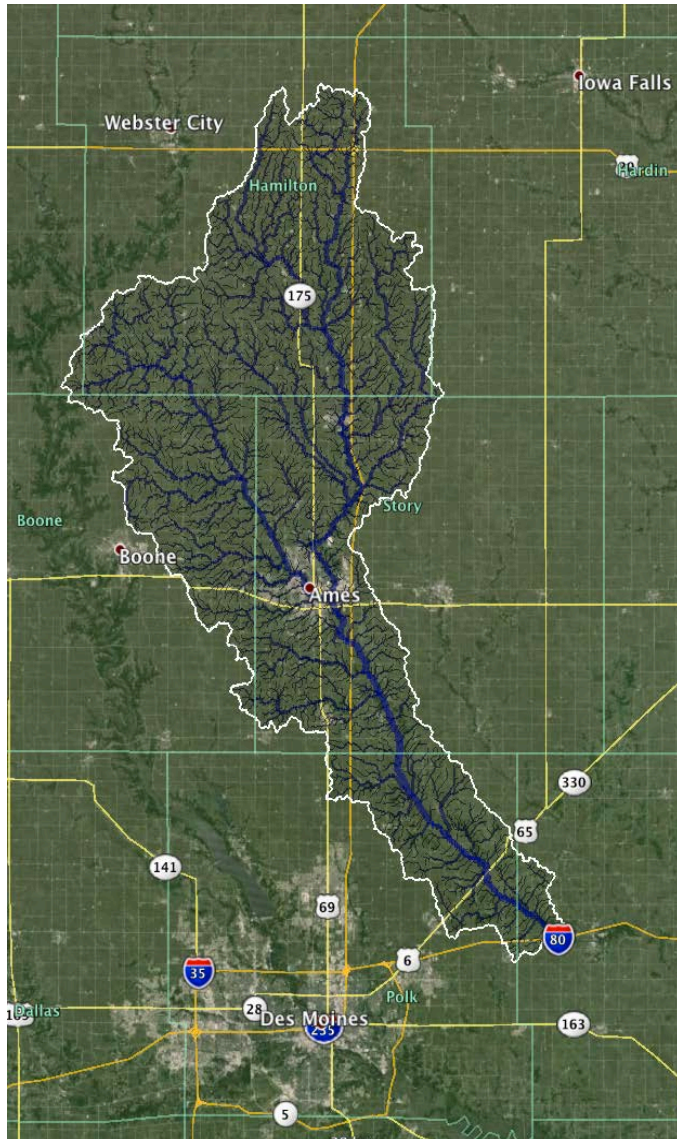 Iowa Falls
Webster City
Hardin
Hamilton
175
Story
Boone
Boone
Ames
330
65
141
69
80
6
35
Polk
Dallas
28
Des Moines
235
163
5